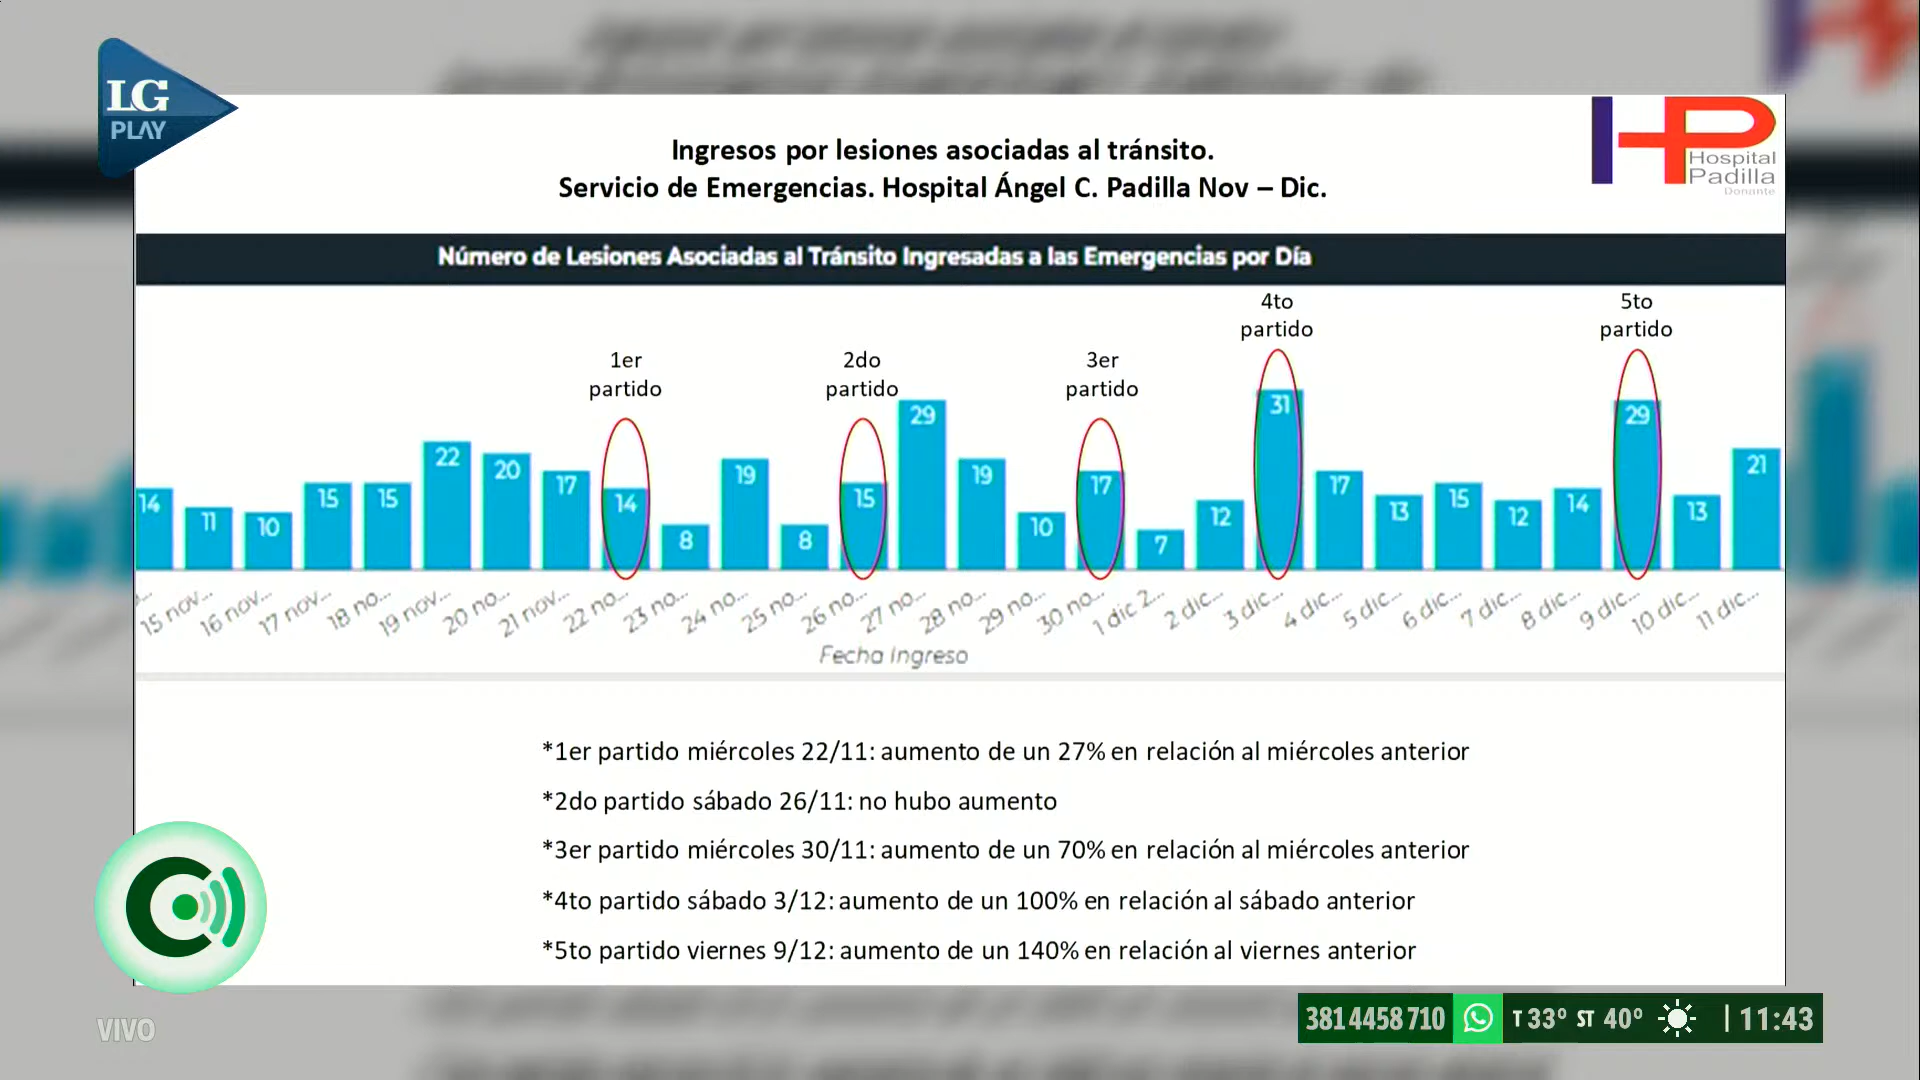 LG
PLAY
Ingresos por lesiones asociadas al tránsito.
Servicio de Emergencias. Hospital Ángel C. Padilla Nov – Dic.
HP
Hospital
Padilla
Donante
Número de Lesiones Asociadas al Tránsito Ingresadas a las Emergencias por Día
1er
partido
2do
partido
3er
partido
4to
partido
5to
partido
14 11 10 15 15 22 20 17 14 8 19 8 15 29 19 10 17 7 12 31 17 13 15 12 14 29 13 21
15 nov... 16 nov... 17 nov... 18 no... 19 nov... 20 no... 21 nov... 22 no... 23 no... 24 no... 25 no... 26 no... 27 no... 28 no... 29 no... 30 no... 1 dic 2... 2 dic... 3 dic... 4 dic... 5 dic... 6 dic... 7 dic... 8 dic... 9 dic... 10 dic... 11 dic...
Fecha Ingreso
*1er partido miércoles 22/11: aumento de un 27% en relación al miércoles anterior
*2do partido sábado 26/11: no hubo aumento
*3er partido miércoles 30/11: aumento de un 70% en relación al miércoles anterior
*4to partido sábado 3/12: aumento de un 100% en relación al sábado anterior
*5to partido viernes 9/12: aumento de un 140% en relación al viernes anterior
VIVO
381 4458 710 T 33º ST 40º | 11:43